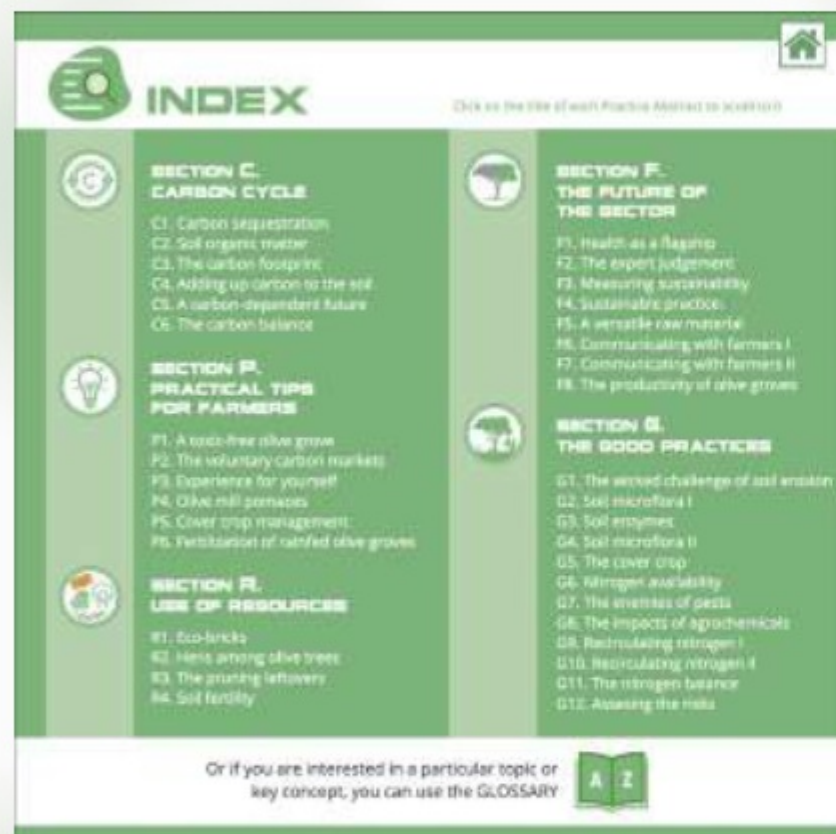 INDEX
Click on the title of each Practice Abstract to access it
SECTION C.
CARBON CYCLE
C1. Carbon sequestration
C2. Soil organic matter
C3. The carbon footprint
C4. Adding up carbon to the soil
C5. A carbon-dependent future
C6. The carbon balance
SECTION P.
PRACTICAL TIPS
FOR FARMERS
P1. A toxic-free olive grove
P2. The voluntary carbon markets
P3. Experience for yourself
P4. Olive mill pomaces
P5. Cover crop management
P6. Fertilization of rainfed olive groves
SECTION R.
USE OF RESOURCES
R1. Eco-bricks
R2. Hens among olive trees
R3. The pruning leftovers
R4. Soil fertility
SECTION F.
THE FUTURE OF
THE SECTOR
F1. Health as a flagship
F2. The expert judgement
F3. Measuring sustainability
F4. Sustainable practice
F5. A versatile raw material
F6. Communicating with farmers I
F7. Communicating with farmers II
F8. The productivity of olive groves
SECTION G.
THE GOOD PRACTICES
G1. The wicked challenge of soil erosion
G2. Soil microflora I
G3. Soil enzymes
G4. Soil microflora II
G5. The cover crop
G6. Nitrogen availability
G7. The enemies of pests
G8. The impacts of agrochemicals
G9. Recirculating nitrogen I
G10. Recirculating nitrogen II
G11. The nitrogen balance
G12. Assessing the risks
Or if you are interested in a particular topic or
key concept, you can use the GLOSSARY
A Z